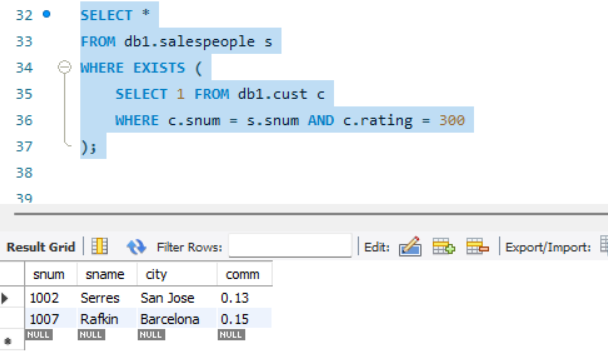 32 SELECT *
33 FROM db1.salespeople s
34 WHERE EXISTS (
35 SELECT 1 FROM db1.cust c
36 WHERE c.snum = s.snum AND c.rating = 300
37 );
38
39
Result Grid Filter Rows: Edit: Export/Import:
snum sname city comm
1002 Serres San Jose 0.13
1007 Rafkin Barcelona 0.15
NULL NULL NULL NULL